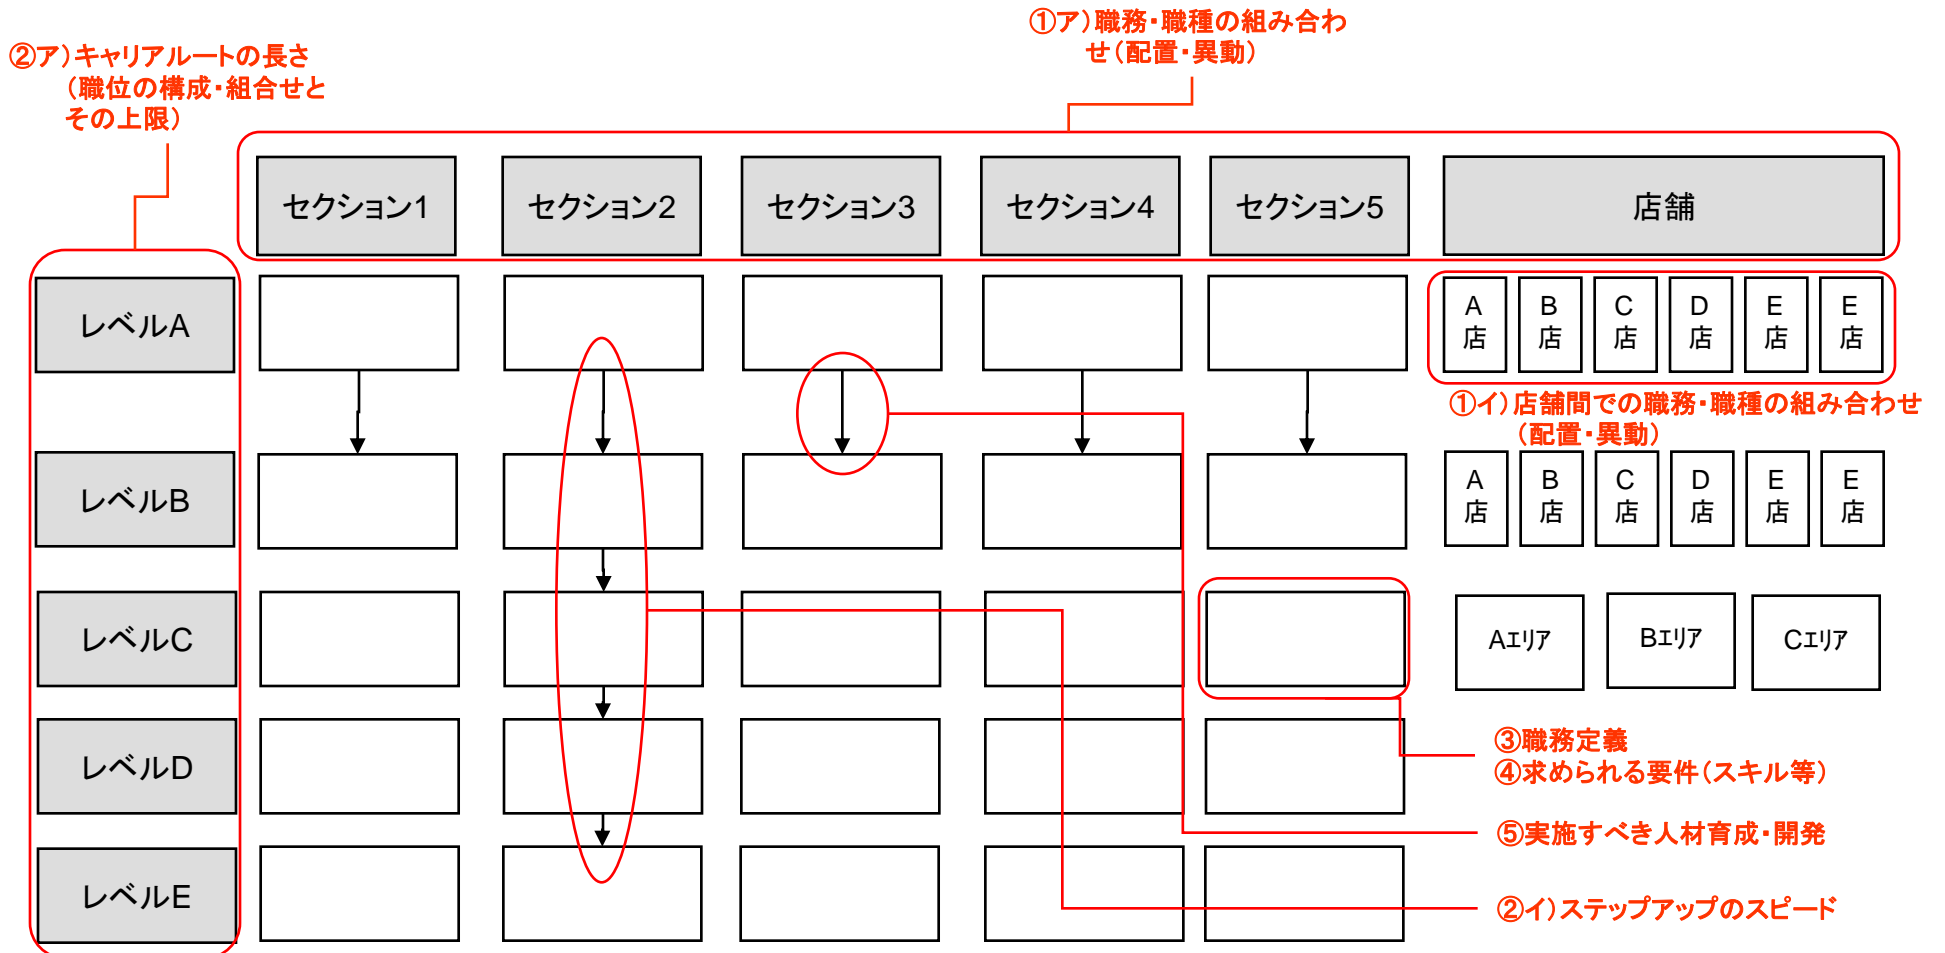 ①ア）職務・職種の組み合わ
せ（配置・異動）
②ア）キャリアルートの長さ
（職位の構成・組合せと
その上限）
セクション1
セクション2
セクション3
セクション4
セクション5
店舗
レベルA
A
店
B
店
C
店
D
店
E
店
E
店
①イ）店舗間での職務・職種の組み合わせ
（配置・異動）
レベルB
A
店
B
店
C
店
D
店
E
店
E
店
レベルC
Aエリア
Bエリア
Cエリア
③職務定義
④求められる要件（スキル等）
レベルD
⑤実施すべき人材育成・開発
レベルE
②イ）ステップアップのスピード